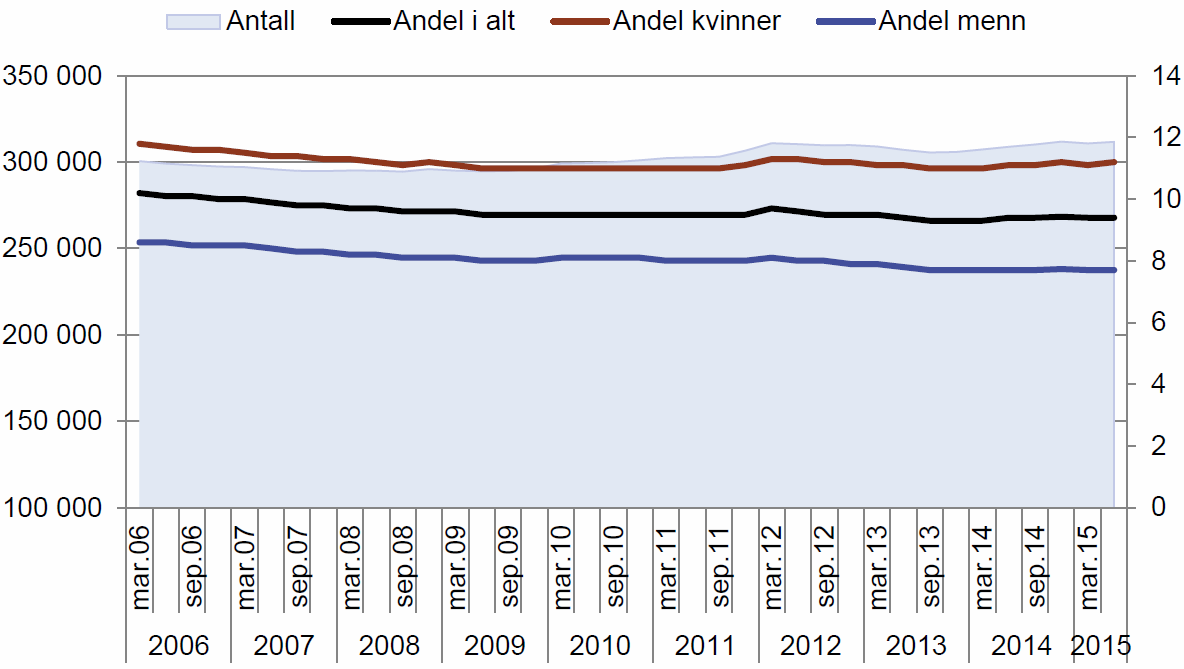 Antall Andel i alt Andel kvinner Andel menn
350 000 14
300 000 12
250 000 10
200 000 8
150 000 6
100 000 4
2
0
mar.06 sep.06 mar.07 sep.07 mar.08 sep.08 mar.09 sep.09 mar.10 sep.10 mar.11 sep.11 mar.12 sep.12 mar.13 sep.13 mar.14 sep.14 mar.15
2006 2007 2008 2009 2010 2011 2012 2013 2014 2015